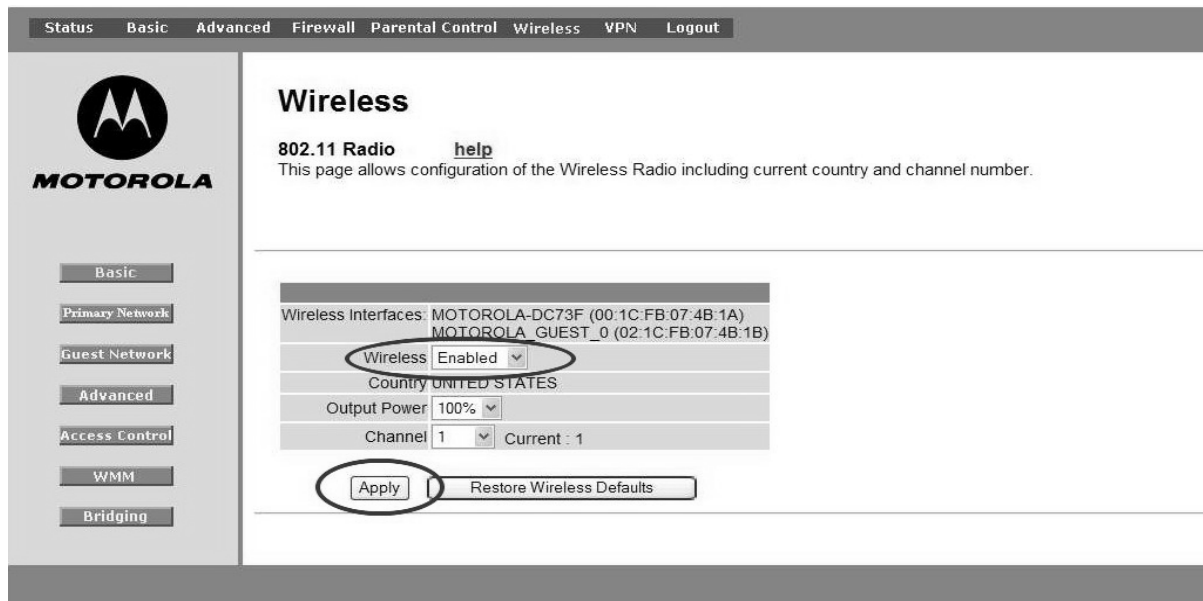 Status Basic Advanced Firewall Parental Control Wireless VPN Logout
MOTOROLA
Basic
Primary Network
Guest Network
Advanced
Access Control
WMM
Bridging
Wireless
802.11 Radio help
This page allows configuration of the Wireless Radio including current country and channel number.
Wireless Interfaces: MOTOROLA-DC73F (00:1C:FB:07:4B:1A)
MOTOROLA_GUEST_0 (02:1C:FB:07:4B:1B)
Wireless Enabled
Country UNITED STATES
Output Power 100%
Channel 1 Current : 1
Apply Restore Wireless Defaults